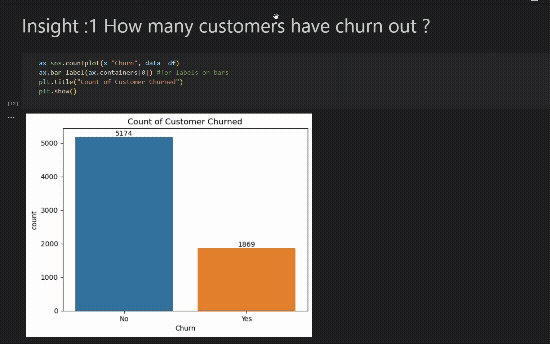 Insight :1 How many customers have churn out ?
ax sns.countplot(x "Churn", data df)
ax.bar label(ax.containers[0]) #for labels on bars
plt.title("Count of Customer Churned")
plt.show()
...
Count of Customer Churned
5174
5000
4000
3000
2000
1869
1000
0
count
No
Yes
Churn